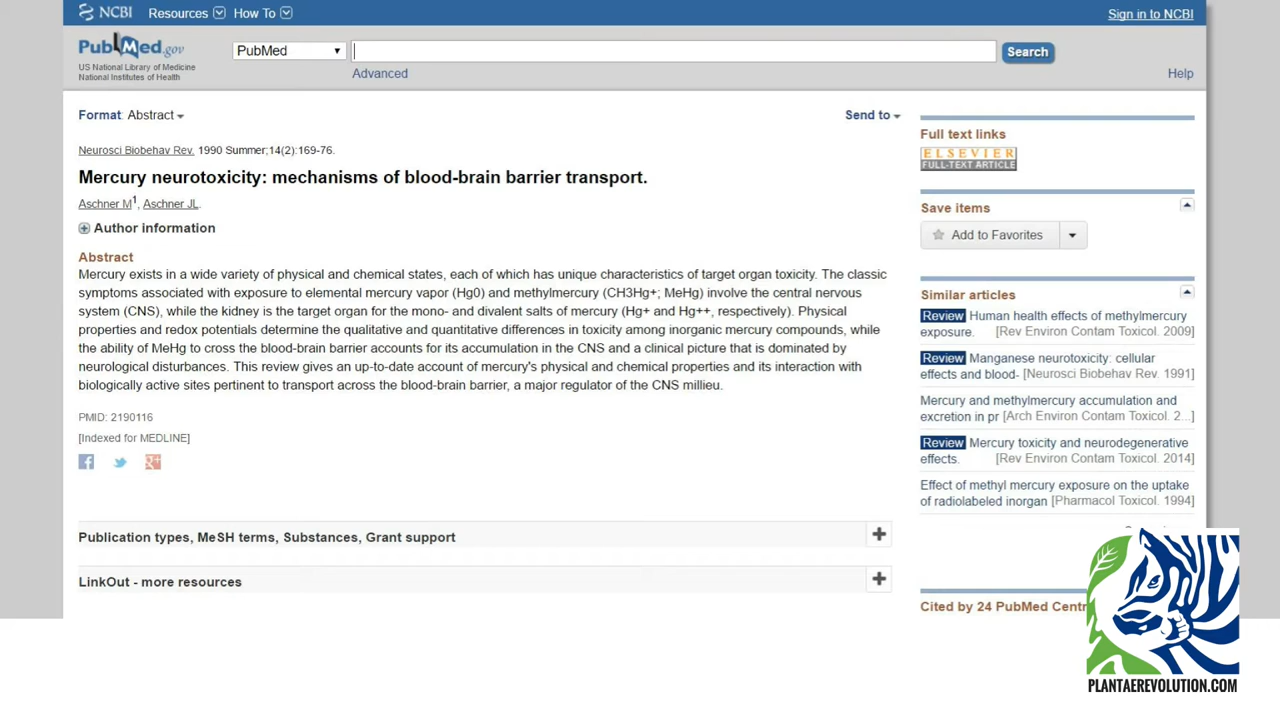 NCBI Resources How To Sign in to NCBI
PubMed.gov
US National Library of Medicine
National Institutes of Health
PubMed
Search
Advanced
Help
Format: Abstract
Send to
Neurosci Biobehav Rev. 1990 Summer;14(2):169-76.
Mercury neurotoxicity: mechanisms of blood-brain barrier transport.
Aschner M1, Aschner JL.
Author information
Abstract
Mercury exists in a wide variety of physical and chemical states, each of which has unique characteristics of target organ toxicity. The classic
symptoms associated with exposure to elemental mercury vapor (Hg0) and methylmercury (CH3Hg+; MeHg) involve the central nervous
system (CNS), while the kidney is the target organ for the mono- and divalent salts of mercury (Hg+ and Hg++, respectively). Physical
properties and redox potentials determine the qualitative and quantitative differences in toxicity among inorganic mercury compounds, while
the ability of MeHg to cross the blood-brain barrier accounts for its accumulation in the CNS and a clinical picture that is dominated by
neurological disturbances. This review gives an up-to-date account of mercury's physical and chemical properties and its interaction with
biologically active sites pertinent to transport across the blood-brain barrier, a major regulator of the CNS millieu.
PMID: 2190116
[Indexed for MEDLINE]
Publication types, MeSH terms, Substances, Grant support
LinkOut - more resources
Full text links
ELSEVIER
FULL-TEXT ARTICLE
Save items
Add to Favorites
Similar articles
Review Human health effects of methylmercury
exposure. [Rev Environ Contam Toxicol. 2009]
Review Manganese neurotoxicity: cellular
effects and blood- [Neurosci Biobehav Rev. 1991]
Mercury and methylmercury accumulation and
excretion in pr [Arch Environ Contam Toxicol. 2...]
Review Mercury toxicity and neurodegenerative
effects. [Rev Environ Contam Toxicol. 2014]
Effect of methyl mercury exposure on the uptake
of radiolabeled inorgan [Pharmacol Toxicol. 1994]
Cited by 24 PubMed Centr
PLANTAEREVOLUTION.COM